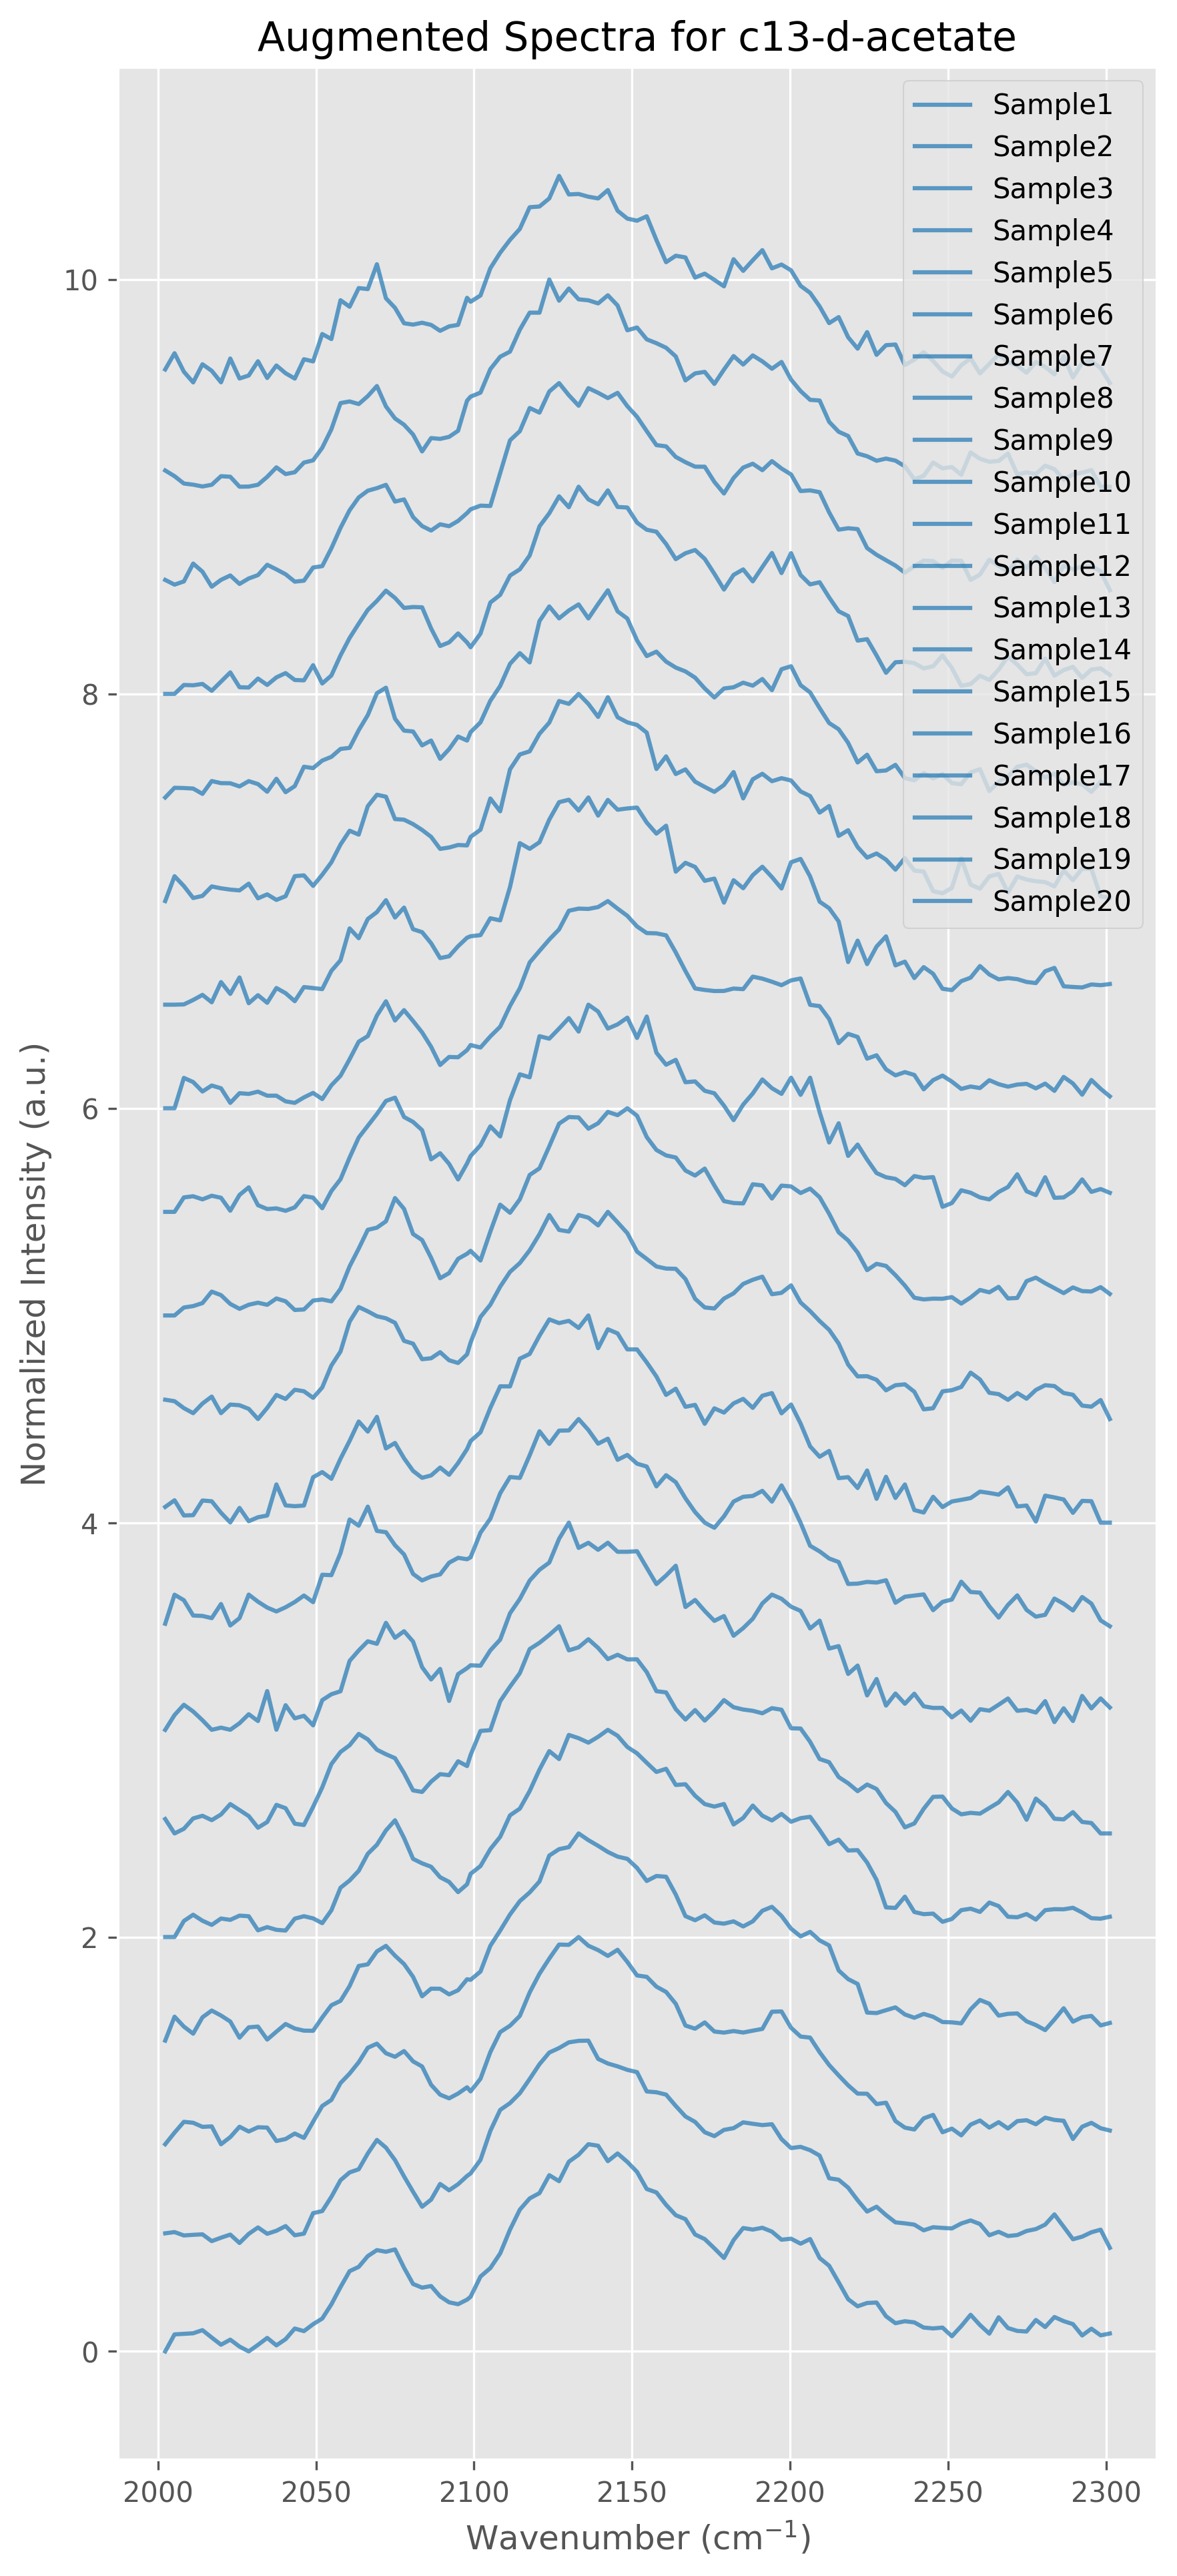 Augmented Spectra for c13-d-acetate
Sample1
Sample2
Sample3
Sample4
Sample5
Sample6
Sample7
Sample8
Sample9
Sample10
Sample11
Sample12
Sample13
Sample14
Sample15
Sample16
Sample17
Sample18
Sample19
Sample20
10
8
6
4
2
0
Normalized Intensity (a.u.)
2000 2050 2100 2150 2200 2250 2300
Wavenumber (cm⁻¹)